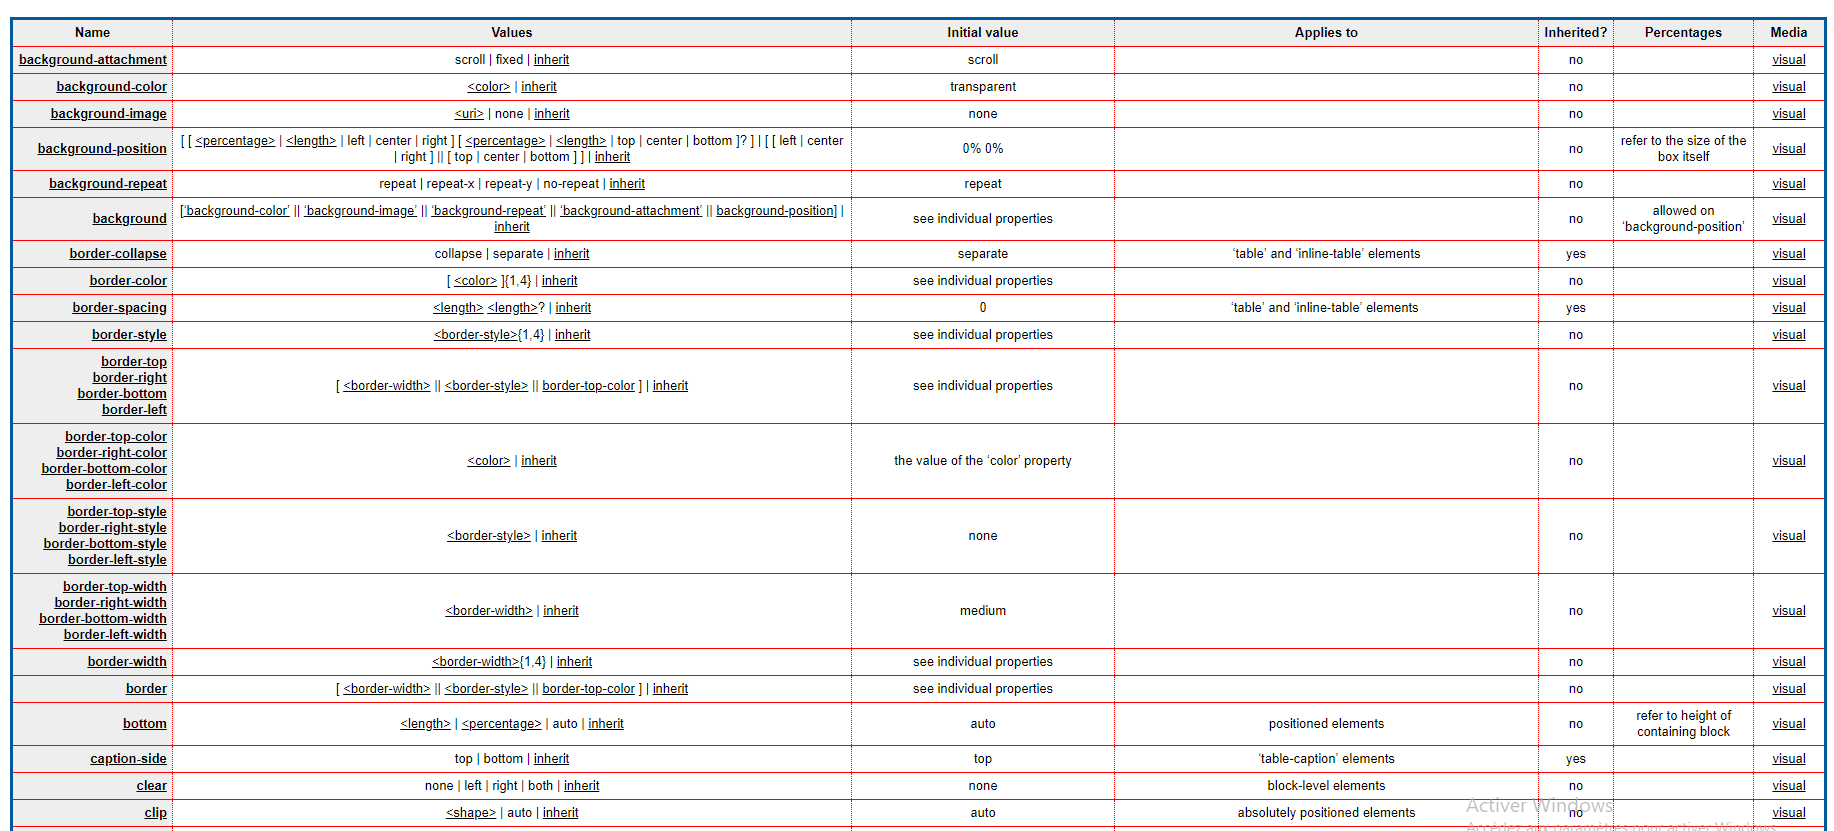 Name Values Initial value Applies to Inherited? Percentages Media
background-attachment scroll | fixed | inherit scroll no visual
background-color <color> | inherit transparent no visual
background-image <uri> | none | inherit none no visual
background-position [ [ <percentage> | <length> | left | center | right ] [ <percentage> | <length> | top | center | bottom ]? ] | [ [ left | center
| right ] || [ top | center | bottom ] ] | inherit 0% 0% no refer to the size of the
box itself visual
background-repeat repeat | repeat-x | repeat-y | no-repeat | inherit repeat no visual
background [‘background-color’ || ‘background-image’ || ‘background-repeat’ || ‘background-attachment’ || background-position] |
inherit see individual properties no allowed on
‘background-position’ visual
border-collapse collapse | separate | inherit separate ‘table’ and ‘inline-table’ elements yes visual
border-color [ <color> ]{1,4} | inherit see individual properties no visual
border-spacing <length> <length>? | inherit 0 ‘table’ and ‘inline-table’ elements yes visual
border-style <border-style>{1,4} | inherit see individual properties no visual
border-top
border-right
border-bottom
border-left [ <border-width> || <border-style> || border-top-color ] | inherit see individual properties no visual
border-top-color
border-right-color
border-bottom-color
border-left-color <color> | inherit the value of the ‘color’ property no visual
border-top-style
border-right-style
border-bottom-style
border-left-style <border-style> | inherit none no visual
border-top-width
border-right-width
border-bottom-width
border-left-width <border-width> | inherit medium no visual
border-width <border-width>{1,4} | inherit see individual properties no visual
border [ <border-width> || <border-style> || border-top-color ] | inherit see individual properties no visual
bottom <length> | <percentage> | auto | inherit auto positioned elements no refer to height of
containing block visual
caption-side top | bottom | inherit top ‘table-caption’ elements yes visual
clear none | left | right | both | inherit none block-level elements no visual
clip <shape> | auto | inherit auto absolutely positioned elements no visual
Activer Windows